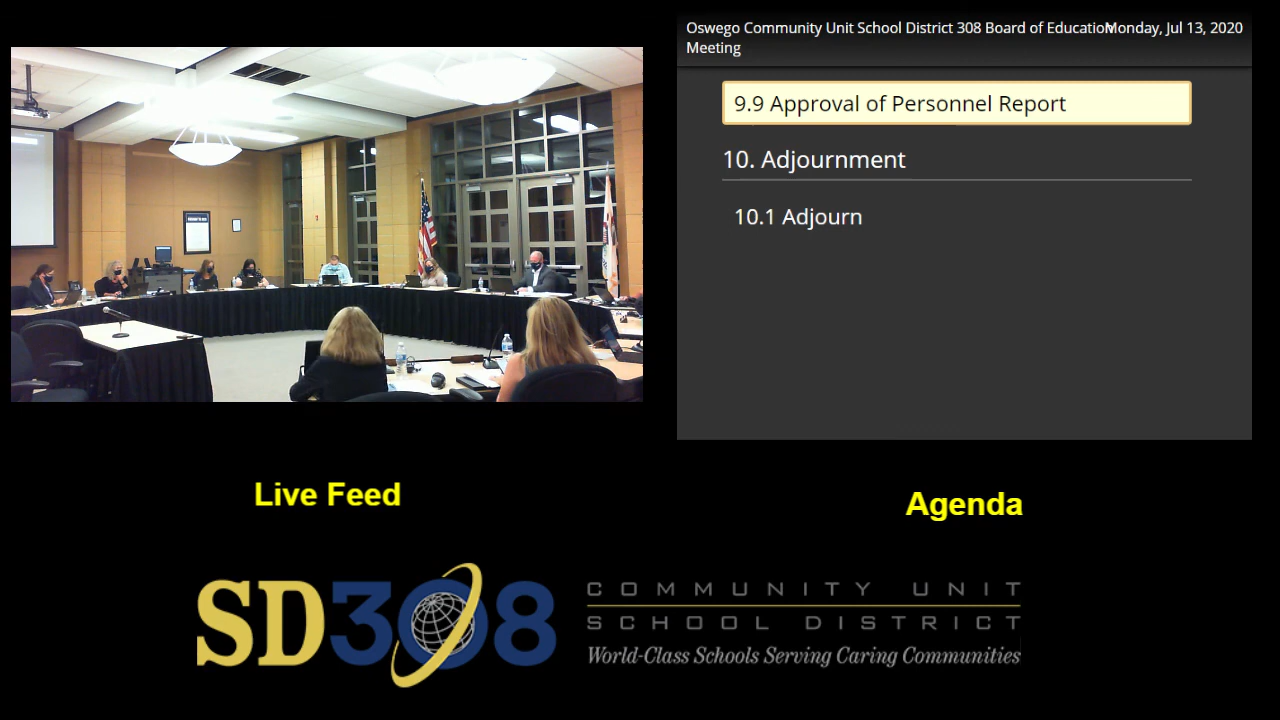 Oswego Community Unit School District 308 Board of Education Monday, Jul 13, 2020
Meeting
9.9 Approval of Personnel Report
10. Adjournment
10.1 Adjourn
Live Feed
Agenda
SD308
COMMUNITY UNIT
SCHOOL DISTRICT
World-Class Schools Serving Caring Communities